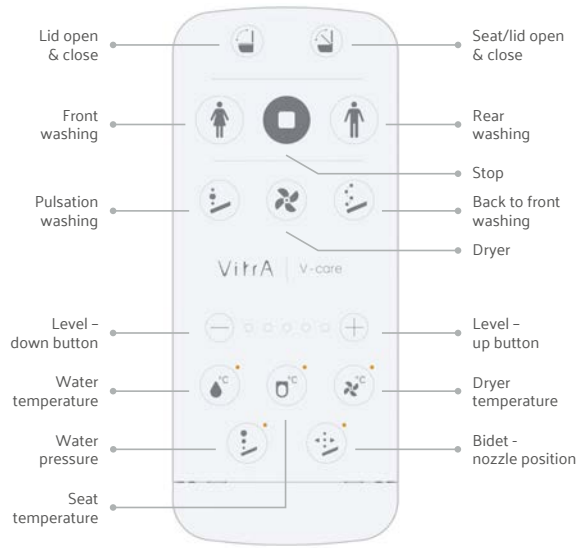 Lid open
& close
Seat/lid open
& close
Front
washing
Rear
washing
Stop
Pulsation
washing
Back to front
washing
Dryer
VitrA | V-care
Level –
down button
Level –
up button
Water
temperature
°C
°C
°C
Dryer
temperature
Water
pressure
Bidet -
nozzle position
Seat
temperature